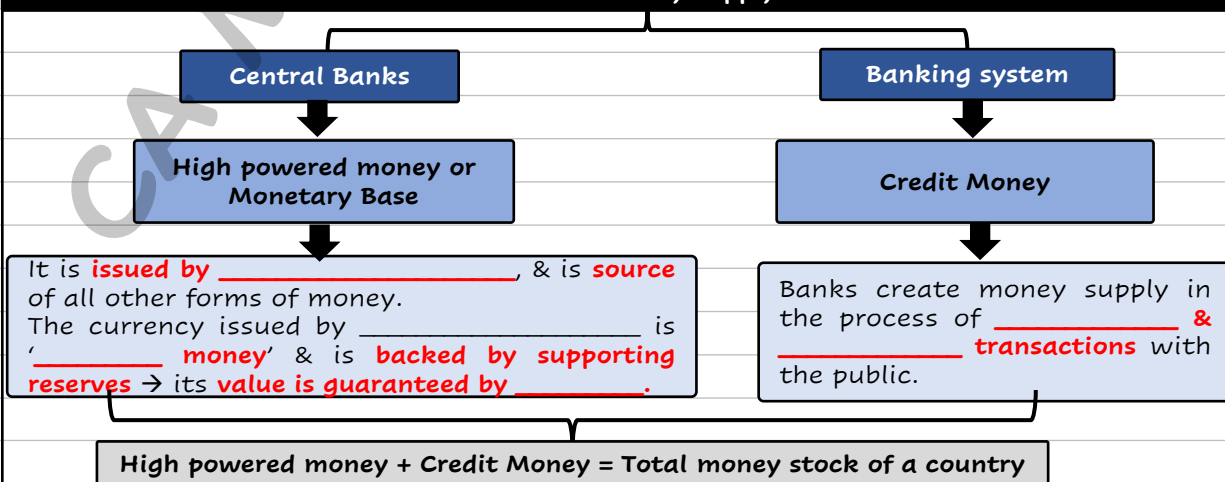 Central Banks
Banking system
High powered money or
Monetary Base
Credit Money
It is issued by ____________________, & is source
of all other forms of money.
The currency issued by ____________________ is
‘_________ money’ & is backed by supporting
reserves → its value is guaranteed by _________.
Banks create money supply in
the process of _____________ &
_____________ transactions with
the public.
High powered money + Credit Money = Total money stock of a country
CA